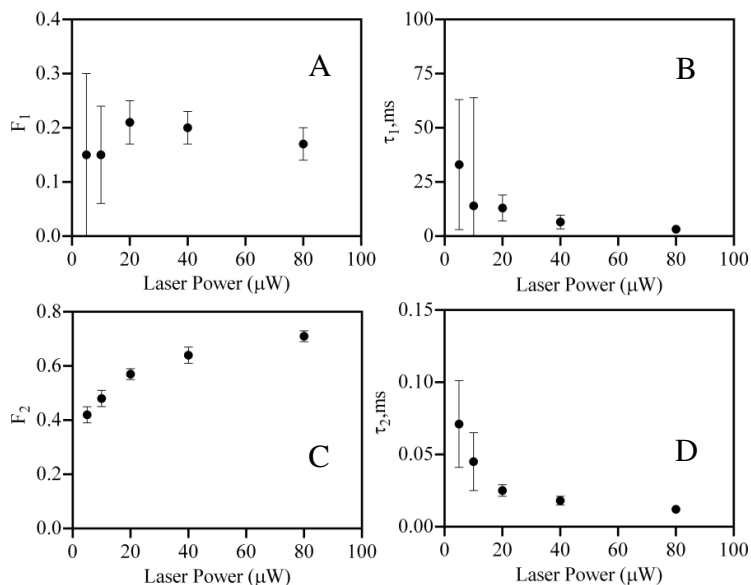 0.4
0.3
0.2
0.1
0.0
F1
A
0 20 40 60 80 100
Laser Power (μW)
100
75
50
25
0
τ1,ms
B
0 20 40 60 80 100
Laser Power (μW)
0.8
0.6
0.4
0.2
0.0
F2
C
0 20 40 60 80 100
Laser Power (μW)
0.15
0.10
0.05
0.00
τ2,ms
D
0 20 40 60 80 100
Laser Power (μW)